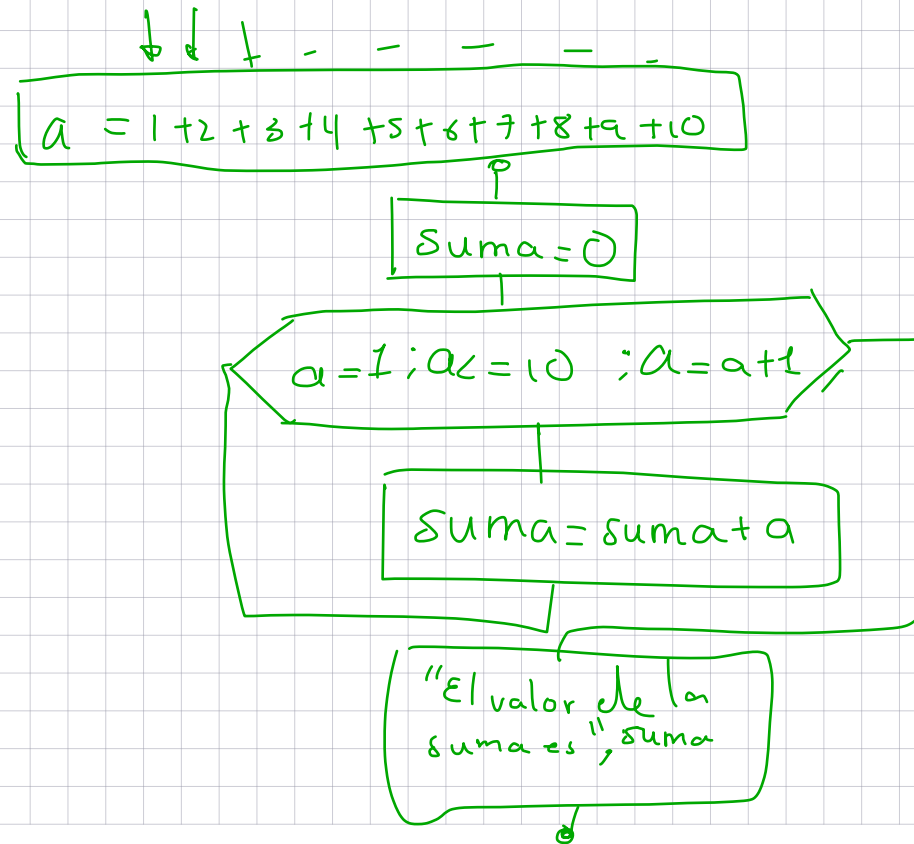 a = 1+2+3+4+5+6+7+8+9+10
suma=0
a=1;a<=10 ;a=a+1
suma=suma+a
"El valor de la
suma es", suma